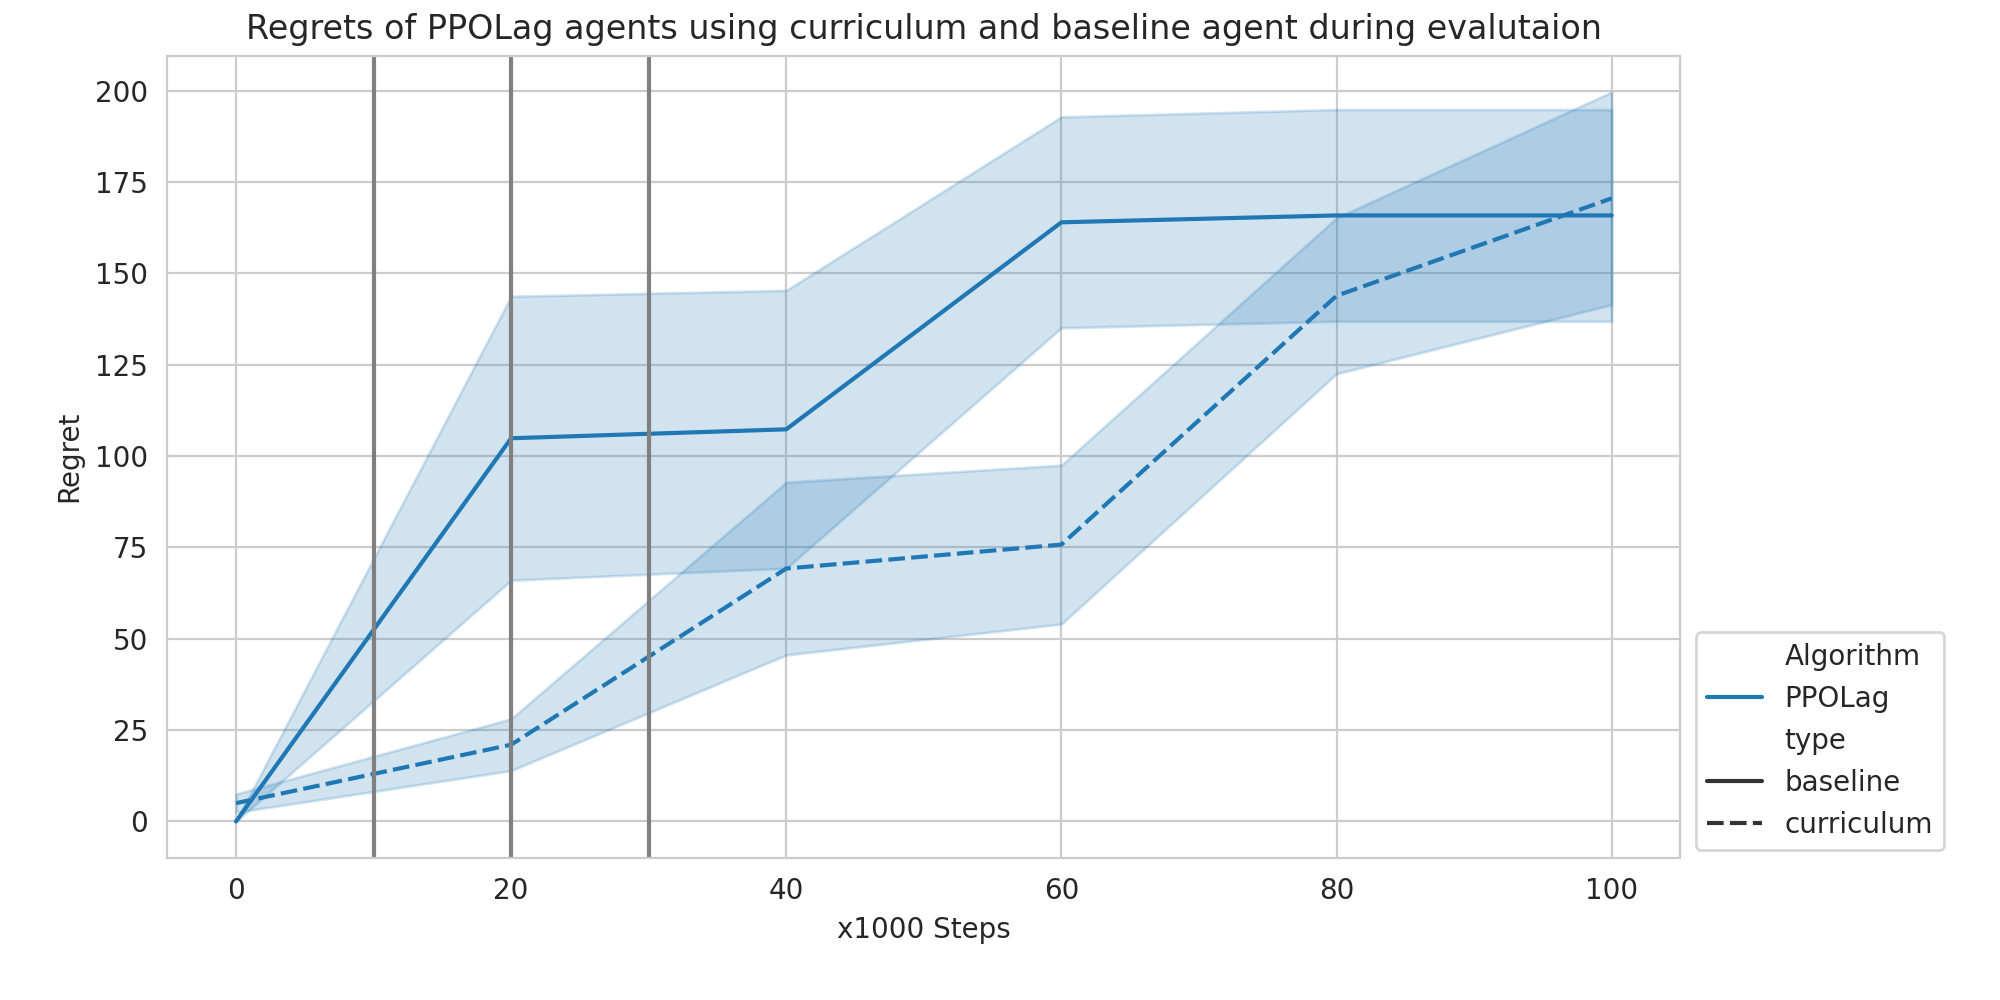 Regrets of PPOLag agents using curriculum and baseline agent during evalutaion
200
175
150
125
100
75
50
25
0
Regret
0 20 40 60 80 100
x1000 Steps
Algorithm
PPOLag
type
baseline
curriculum